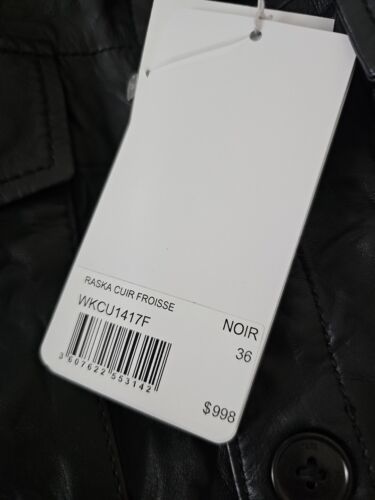 RASKA CUIR FROISSE
WKCU1417F
NOIR
36
3 607622 553142
$998